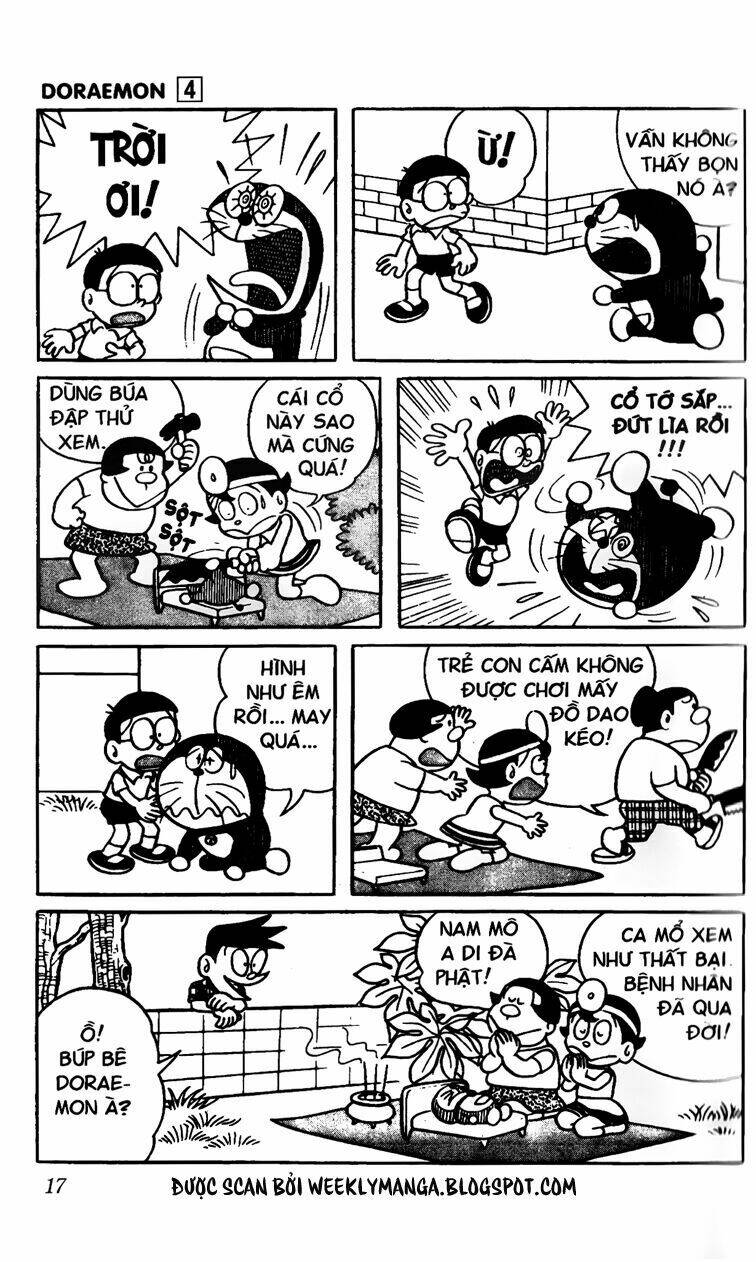 DORAEMON 4
VẪN KHÔNG
THẤY BỌN
NÓ À?
Ừ!
TRỜI
ƠI!
CỔ TỚ SẮP...
ĐỨT LÌA RỒI
!!!
CÁI CỔ
NÀY SAO
MÀ CỨNG
QUÁ!
DÙNG BÚA
ĐẬP THỬ
XEM.
SỘT
SỘT
TRẺ CON CẤM KHÔNG
ĐƯỢC CHƠI MẤY
ĐỒ DAO
KÉO!
HÌNH
NHƯ ÊM
RỒI... MAY
QUÁ...
CA MỔ XEM
NHƯ THẤT BẠI.
BỆNH NHÂN
ĐÃ QUA
ĐỜI!
NAM MÔ
A DI ĐÀ
PHẬT!
Ồ!
BÚP BÊ
DORAE-
MON À?
17
ĐƯỢC SCAN BỞI WEEKLYMANGA.BLOGSPOT.COM